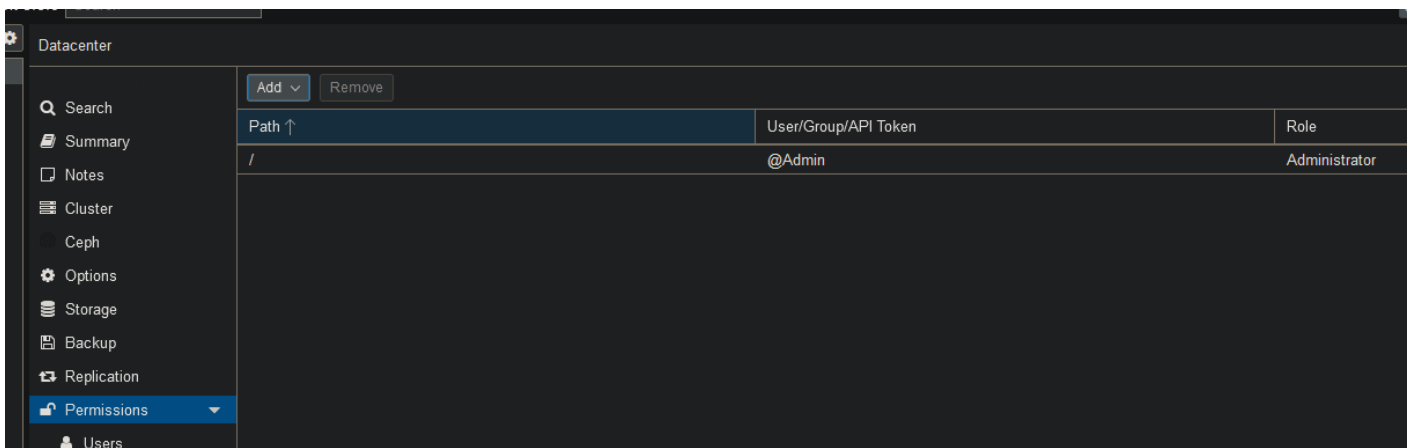 Datacenter
Search
Summary
Notes
Cluster
Ceph
Options
Storage
Backup
Replication
Permissions
Users
Add
Remove
Path ↑
User/Group/API Token
Role
/
@Admin
Administrator